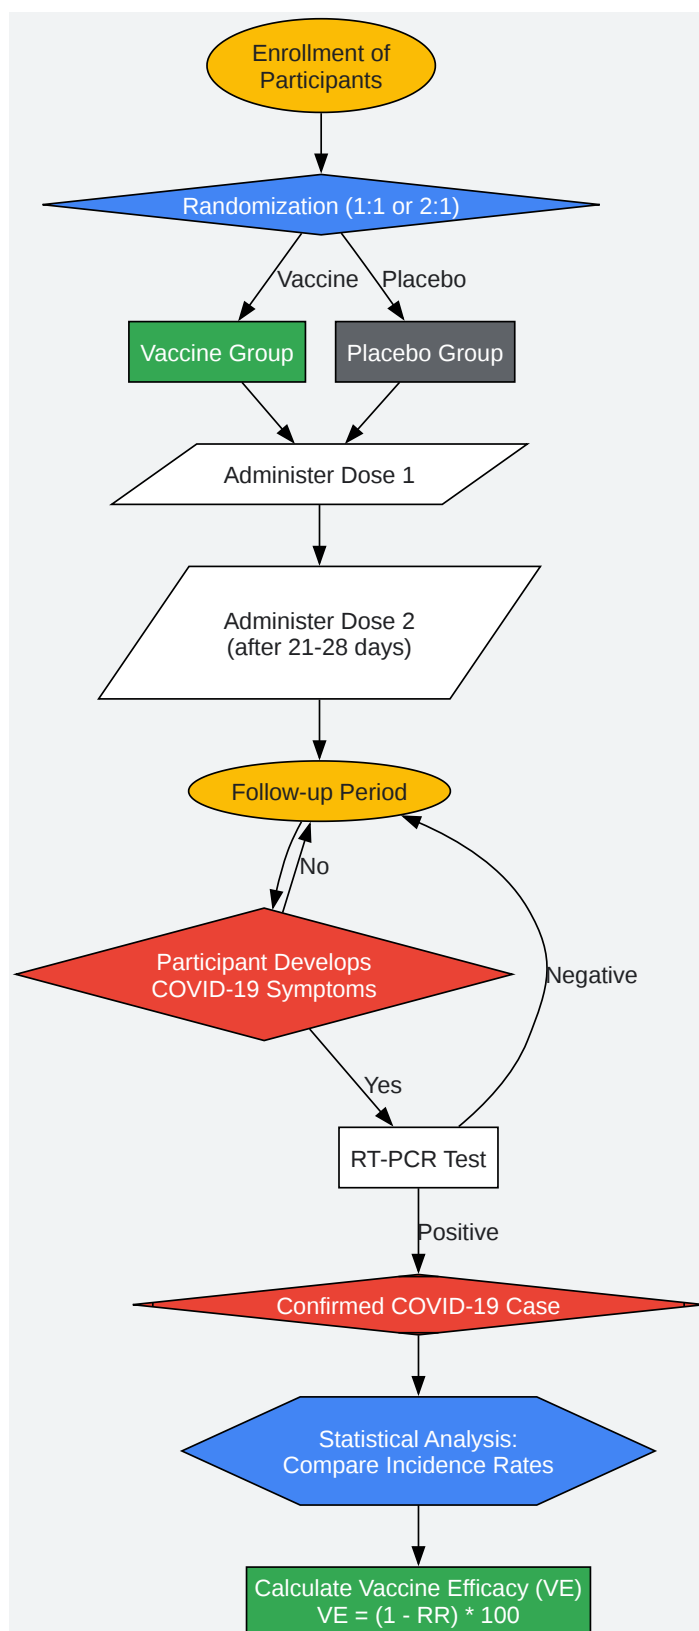 Enrollment of
Participants
Randomization (1:1 or 2:1)
Vaccine
Placebo
Vaccine Group
Placebo Group
Administer Dose 1
Administer Dose 2
(after 21-28 days)
Follow-up Period
No
Participant Develops
COVID-19 Symptoms
Negative
Yes
RT-PCR Test
Positive
Confirmed COVID-19 Case
Statistical Analysis:
Compare Incidence Rates
Calculate Vaccine Efficacy (VE)
VE = (1 - RR) * 100